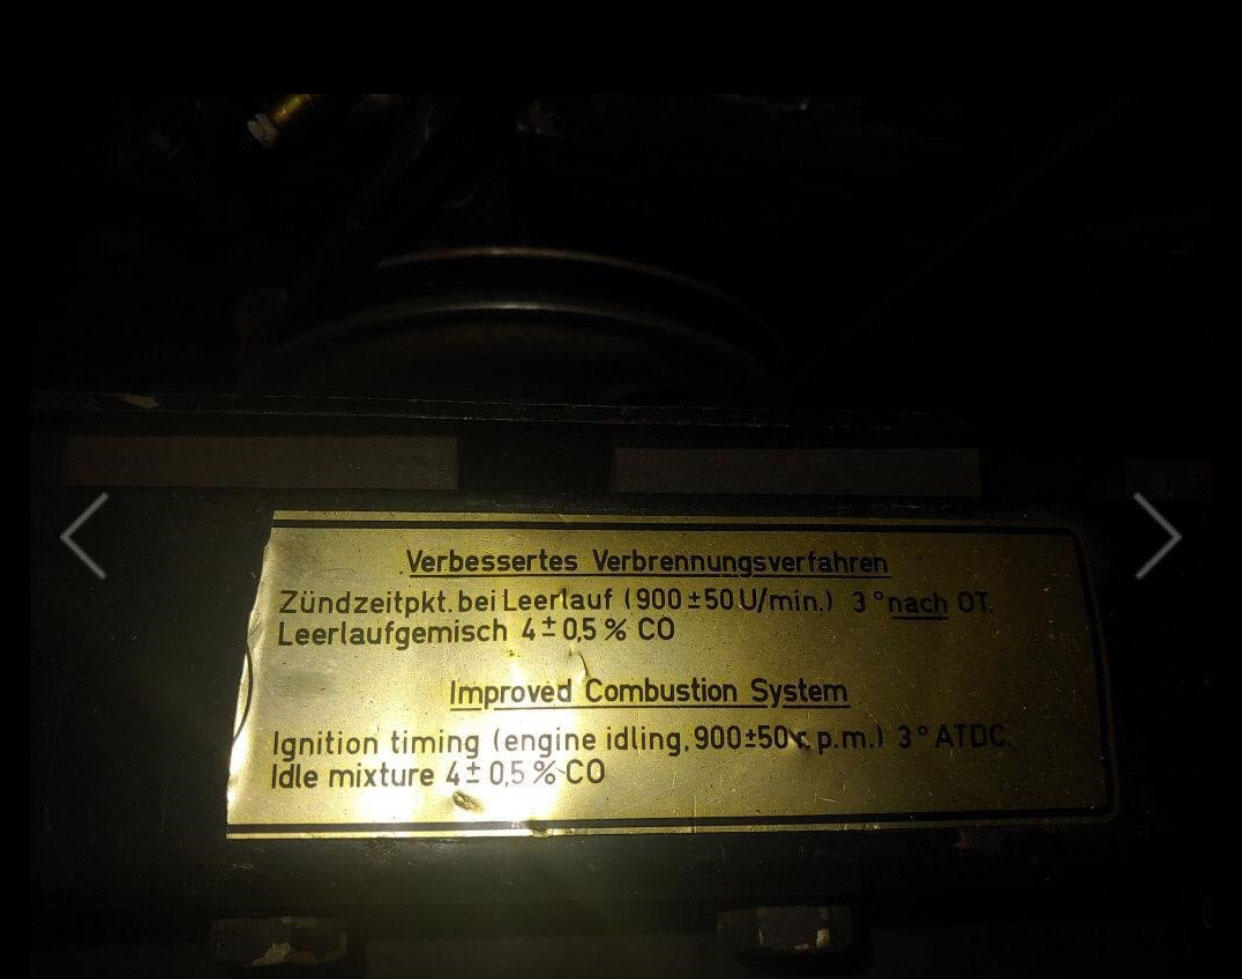 Verbessertes Verbrennungsverfahren
Zündzeitpkt. bei Leerlauf (900±50 U/min.) 3° nach OT.
Leerlaufgemisch 4±0,5% CO
Improved Combustion System
Ignition timing (engine idling, 900±50 r. p.m.) 3° ATDC.
Idle mixture 4±0,5% CO